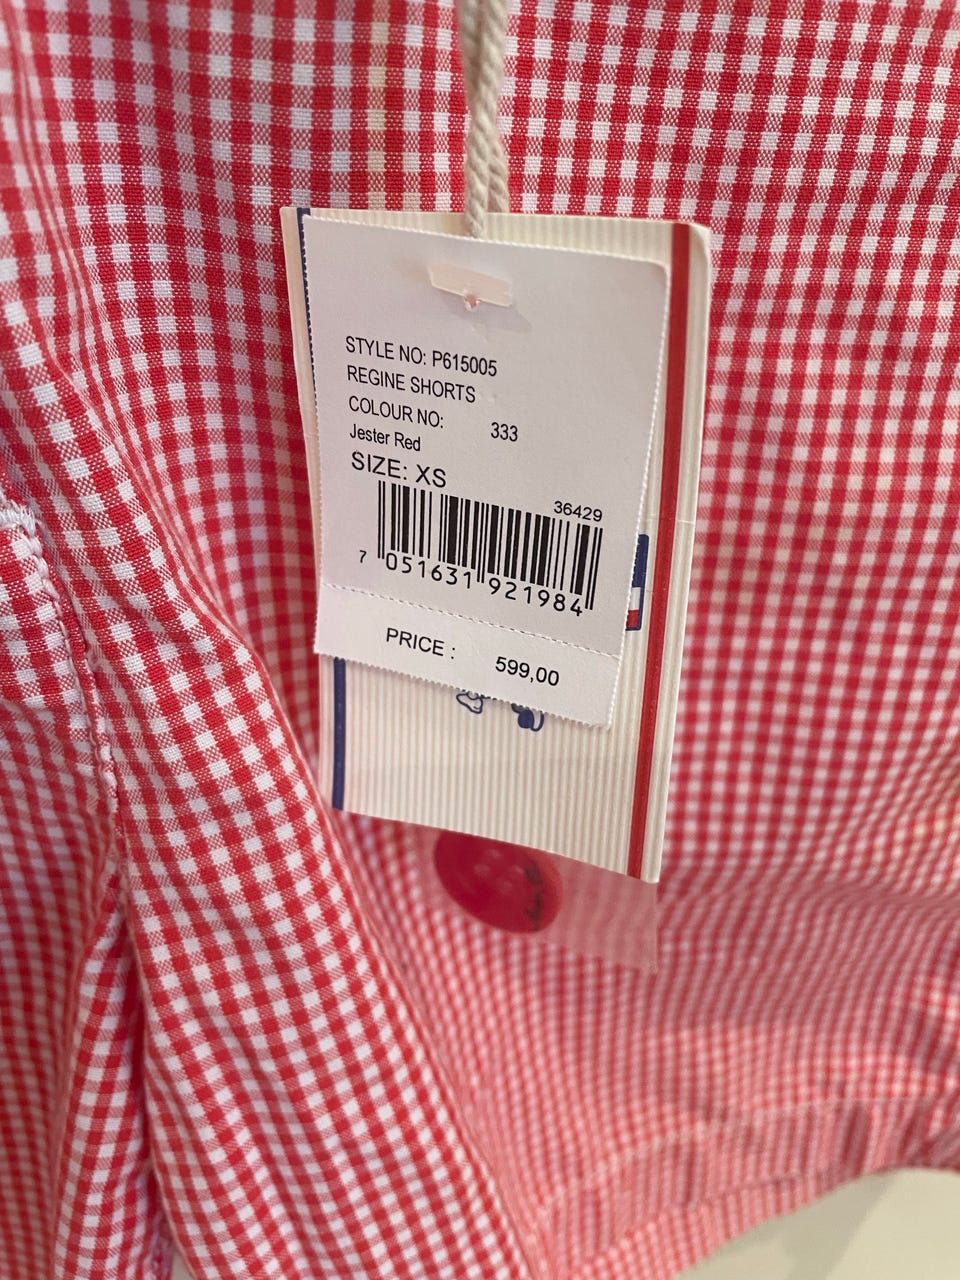 STYLE NO: P615005
REGINE SHORTS
COLOUR NO: 333
Jester Red
SIZE: XS
36429
7 051631 921984
PRICE : 599,00